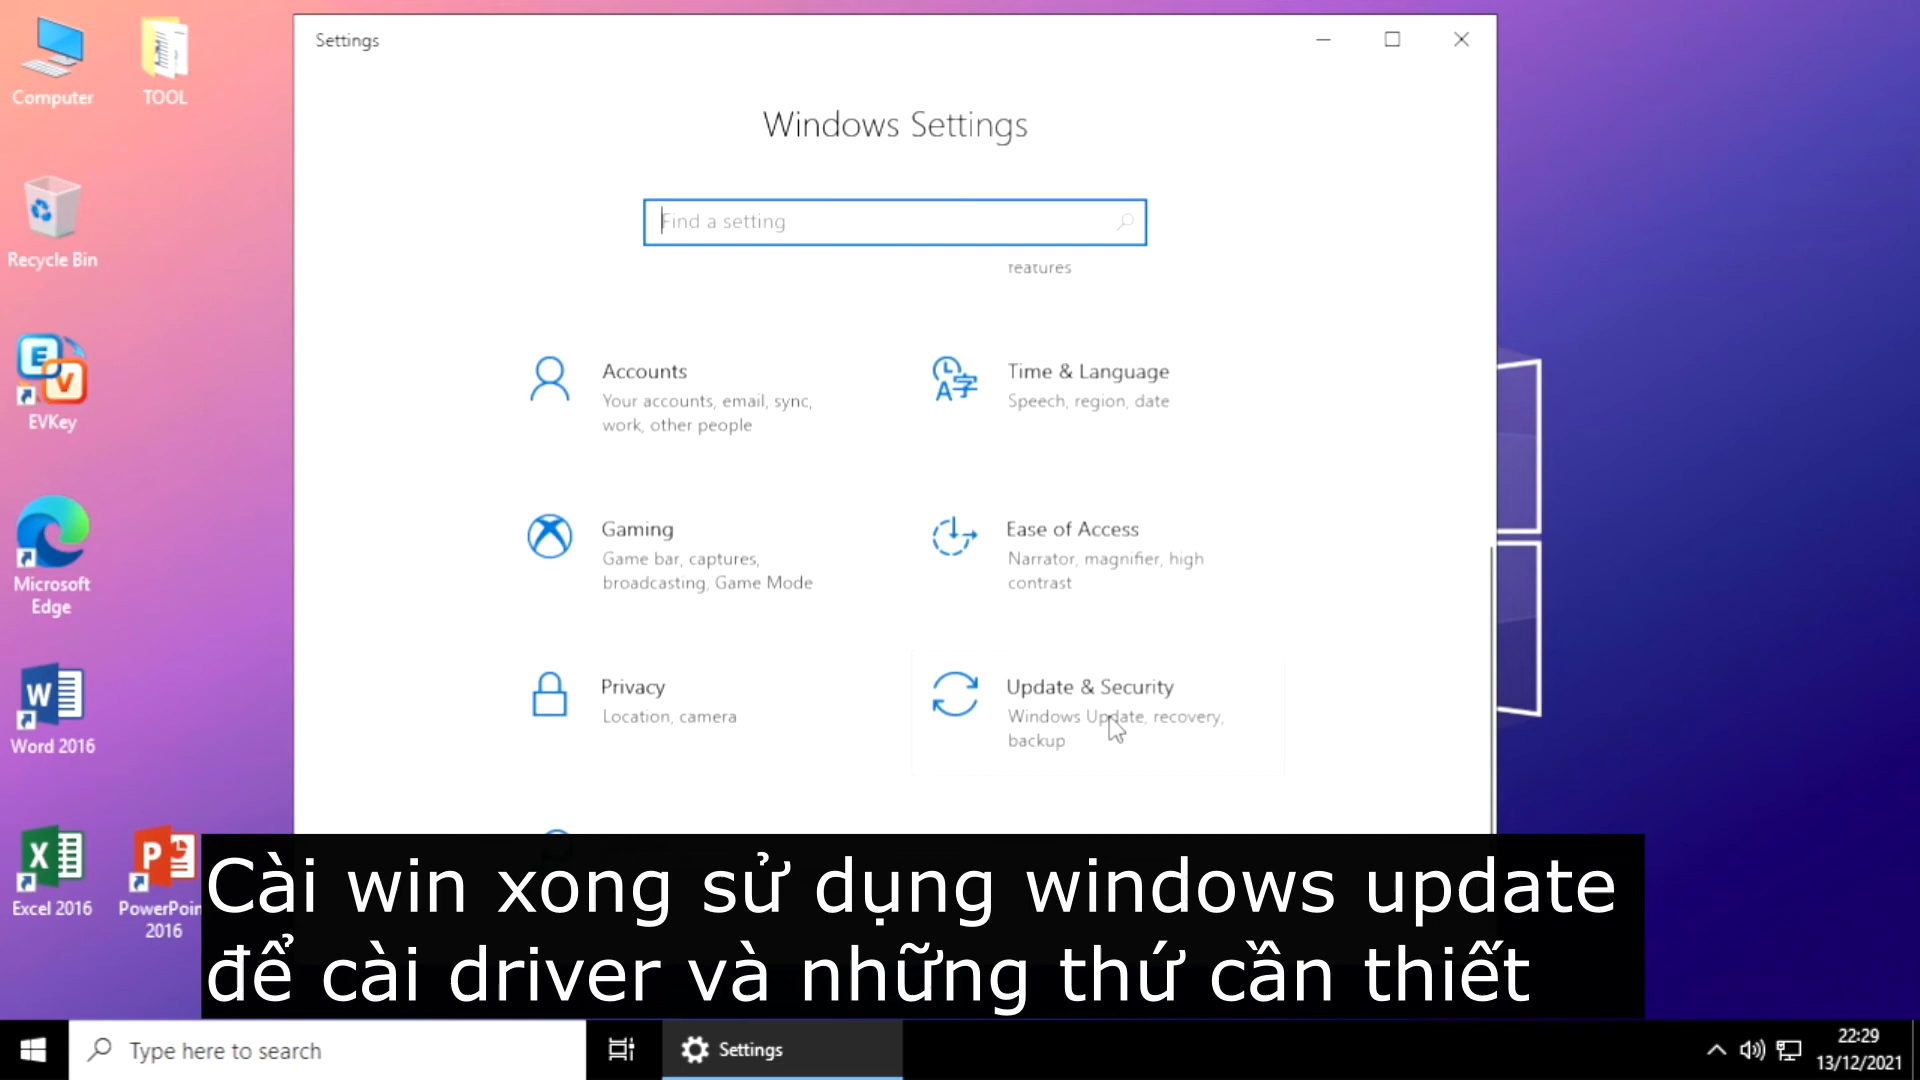 Computer
TOOL
Recycle Bin
EVKey
Microsoft
Edge
Word 2016
Excel 2016
PowerPoin
2016
Settings
Windows Settings
Find a setting
features
Accounts
Your accounts, email, sync,
work, other people
Time & Language
Speech, region, date
Gaming
Game bar, captures,
broadcasting, Game Mode
Ease of Access
Narrator, magnifier, high
contrast
Privacy
Location, camera
Update & Security
Windows Update, recovery,
backup
Cài win xong sử dụng windows update
để cài driver và những thứ cần thiết
Type here to search
Settings
22:29
13/12/2021